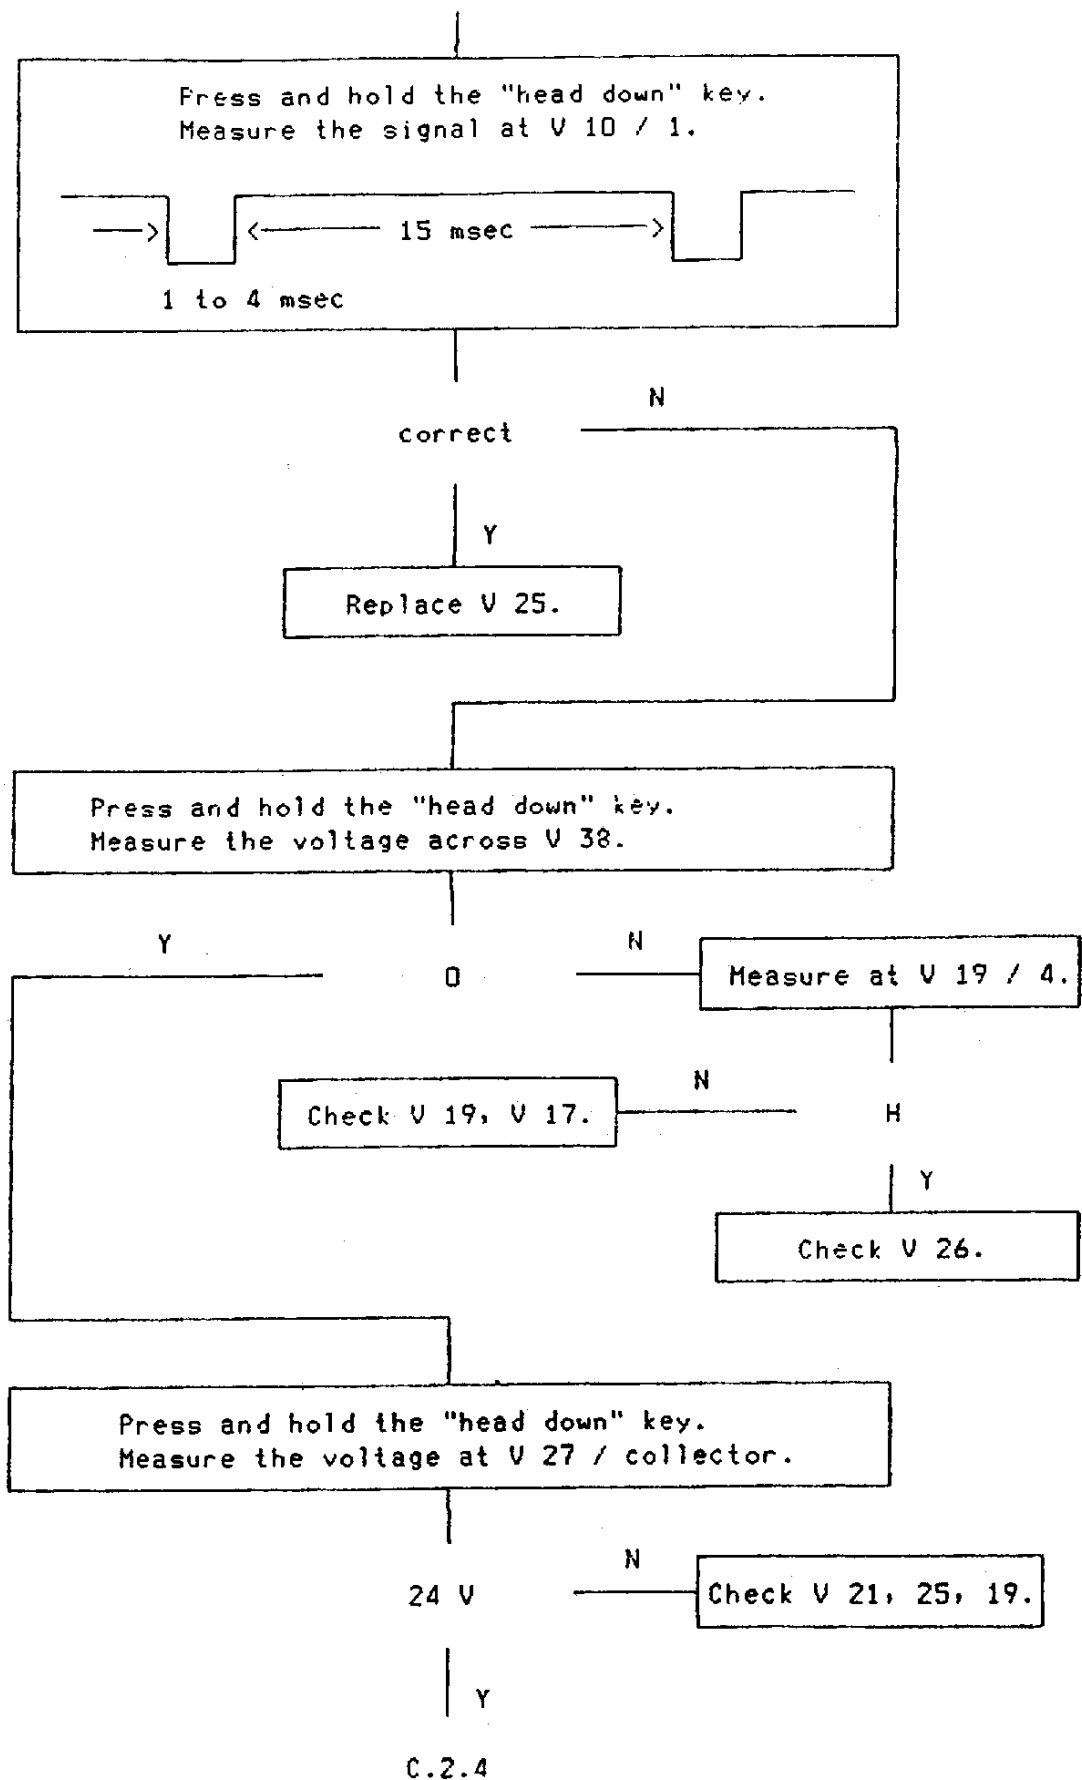 Press and hold the "head down" key.
Measure the signal at V 10 / 1.
15 msec
1 to 4 msec
N
correct
Y
Replace V 25.
Press and hold the "head down" key.
Measure the voltage across V 38.
Y
N
0
Measure at V 19 / 4.
N
Check V 19, V 17.
H
Y
Check V 26.
Press and hold the "head down" key.
Measure the voltage at V 27 / collector.
N
24 V
Check V 21, 25, 19.
Y
C.2.4